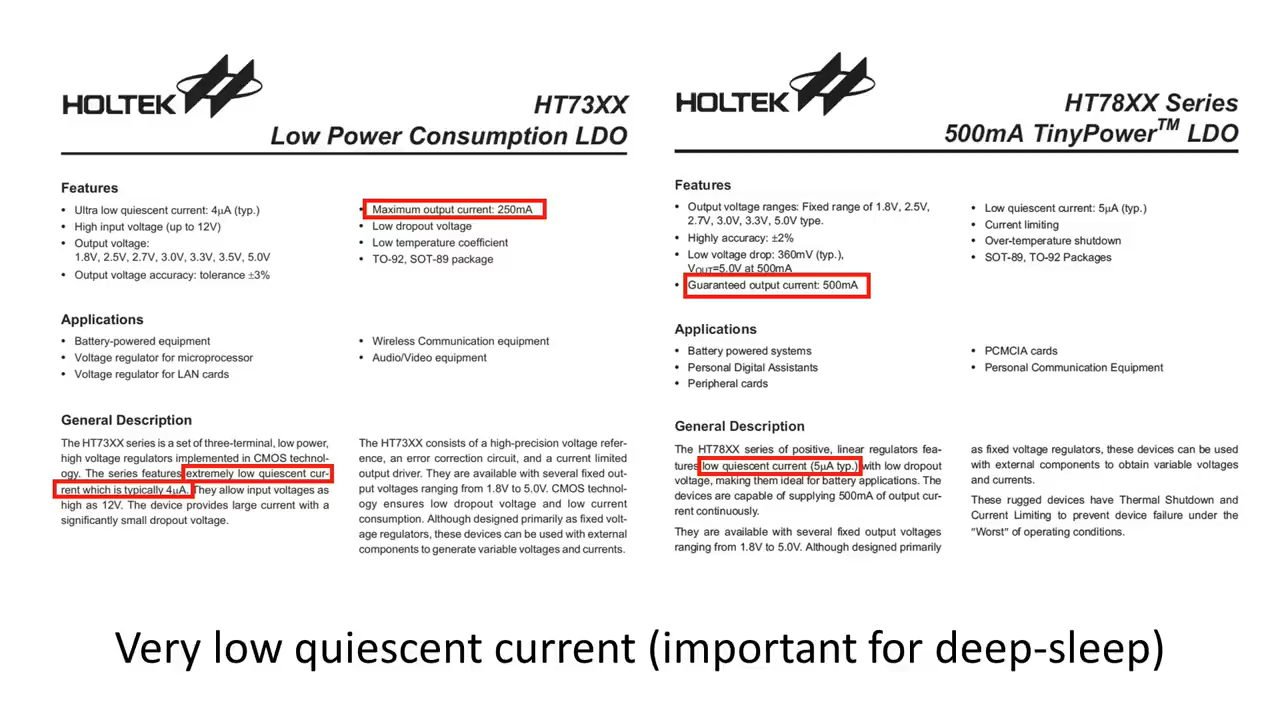 HOLTEK
HT73XX
Low Power Consumption LDO
Features
• Ultra low quiescent current: 4μA (typ.)
• High input voltage (up to 12V)
• Output voltage:
1.8V, 2.5V, 2.7V, 3.0V, 3.3V, 3.5V, 5.0V
• Output voltage accuracy: tolerance ±3%
• Maximum output current: 250mA
• Low dropout voltage
• Low temperature coefficient
• TO-92, SOT-89 package
Applications
• Battery-powered equipment
• Voltage regulator for microprocessor
• Voltage regulator for LAN cards
• Wireless Communication equipment
• Audio/Video equipment
General Description
The HT73XX series is a set of three-terminal, low power,
high voltage regulators implemented in CMOS technol-
ogy. The series features extremely low quiescent cur-
rent which is typically 4μA. They allow input voltages as
high as 12V. The device provides large current with a
significantly small dropout voltage.
The HT73XX consists of a high-precision voltage refer-
ence, an error correction circuit, and a current limited
output driver. They are available with several fixed out-
put voltages ranging from 1.8V to 5.0V. CMOS technol-
ogy ensures low dropout voltage and low current
consumption. Although designed primarily as fixed volt-
age regulators, these devices can be used with external
components to generate variable voltages and currents.
HOLTEK
HT78XX Series
500mA TinyPower™ LDO
Features
• Output voltage ranges: Fixed range of 1.8V, 2.5V,
2.7V, 3.0V, 3.3V, 5.0V type.
• Highly accuracy: ±2%
• Low voltage drop: 360mV (typ.),
VOUT=5.0V at 500mA
• Guaranteed output current: 500mA
• Low quiescent current: 5μA (typ.)
• Current limiting
• Over-temperature shutdown
• SOT-89, TO-92 Packages
Applications
• Battery powered systems
• Personal Digital Assistants
• Peripheral cards
• PCMCIA cards
• Personal Communication Equipment
General Description
The HT78XX series of positive, linear regulators fea-
tures low quiescent current (5μA typ.) with low dropout
voltage, making them ideal for battery applications. The
devices are capable of supplying 500mA of output cur-
rent continuously.
They are available with several fixed output voltages
ranging from 1.8V to 5.0V. Although designed primarily
as fixed voltage regulators, these devices can be used
with external components to obtain variable voltages
and currents.
These rugged devices have Thermal Shutdown and
Current Limiting to prevent device failure under the
"Worst" of operating conditions.
Very low quiescent current (important for deep-sleep)